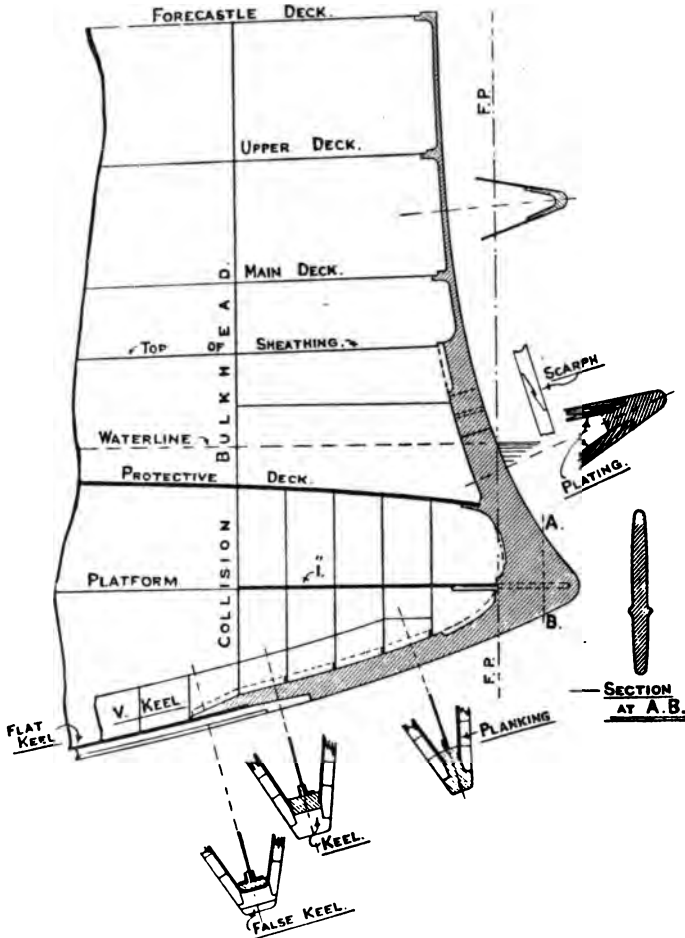 FORECASTLE DECK.
F.P.
UPPER DECK.
MAIN DECK.
TOP OF SHEATHING.
SCARPH
WATERLINE
PLATING.
PROTECTIVE DECK.
COLLISION BULKHEAD.
A.
1"
PLATFORM
B.
F.P.
SECTION
AT A.B.
V. KEEL
FLAT
KEEL
PLANKING
KEEL.
FALSE KEEL.